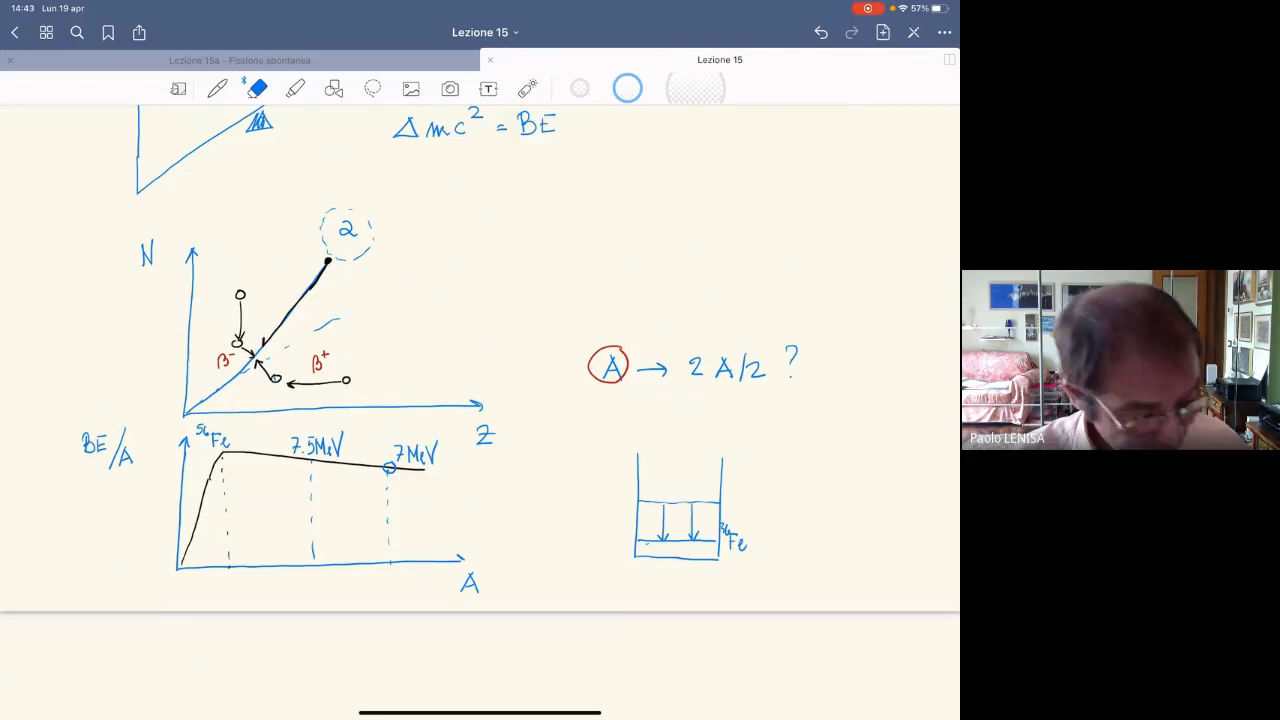 14:43 Lun 19 apr
57%
Lezione 15
Lezione 15a - Fissione spontanea
Lezione 15
T
Δmc² = BE
2
N
β⁻
β⁺
Z
A → 2 A/2 ?
Paolo LENISA
BE/A
⁵⁶Fe
7.5MeV
7MeV
⁵⁶Fe
A